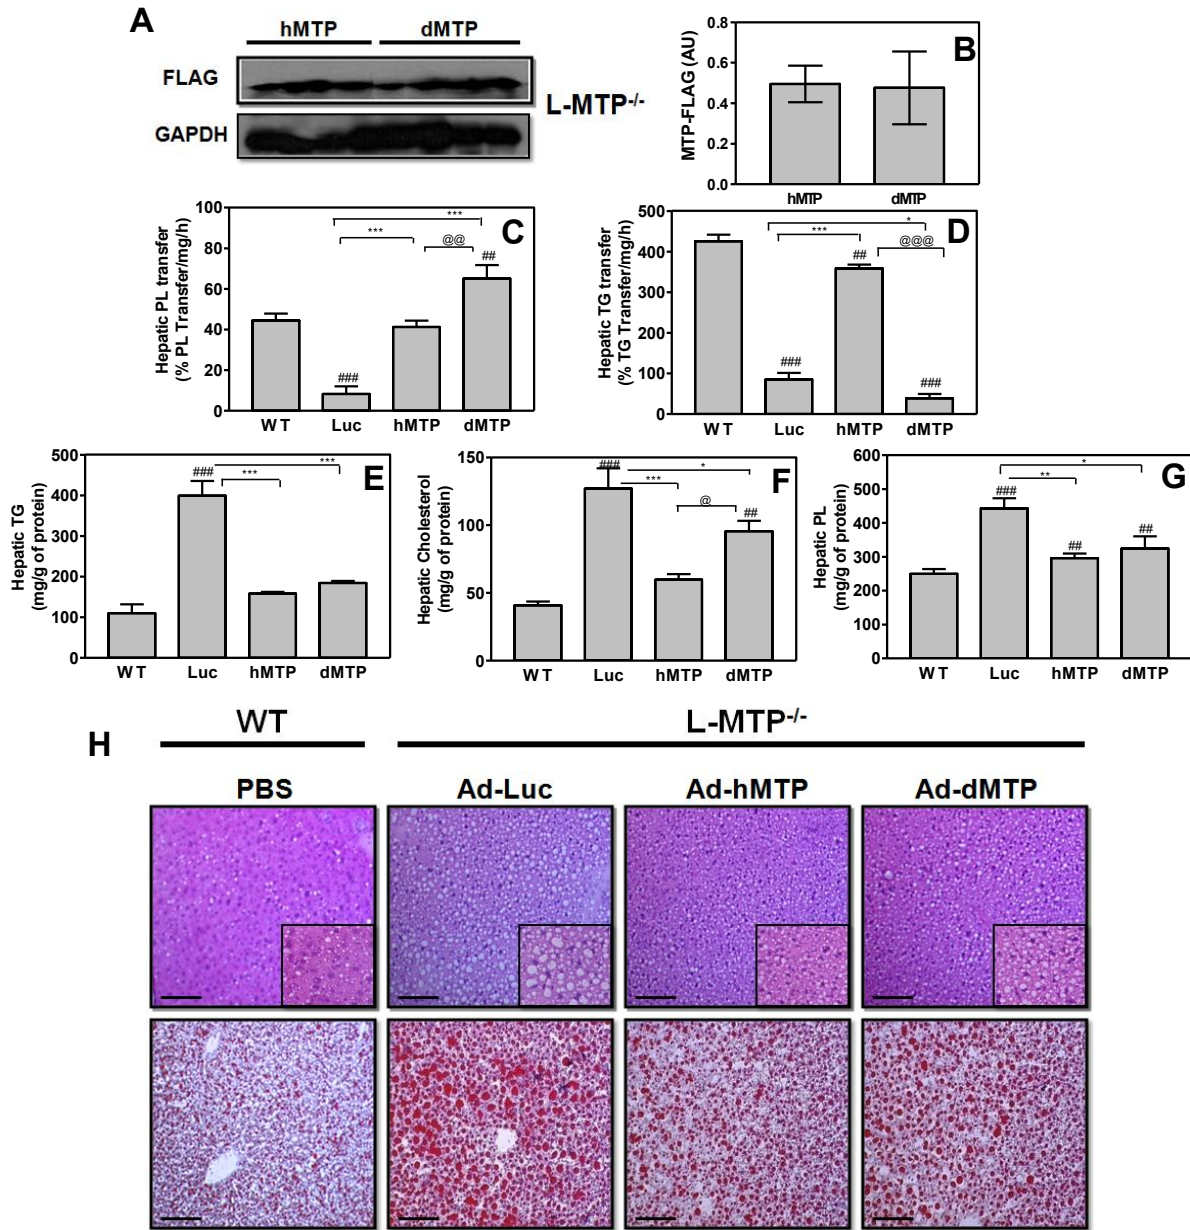 A
hMTP dMTP
FLAG
GAPDH
L-MTP-/-
B
MTP-FLAG (AU)
0.8
0.6
0.4
0.2
0.0
hMTP dMTP
C
Hepatic PL transfer
(% PL Transfer/mg/h)
100
80
60
40
20
0
***
***
@@
##
###
WT Luc hMTP dMTP
D
Hepatic TG transfer
(% TG Transfer/mg/h)
500
400
300
200
100
0
*
***
@@@
##
###
###
WT Luc hMTP dMTP
E
Hepatic TG
(mg/g of protein)
500
400
300
200
100
0
***
###
***
WT Luc hMTP dMTP
F
Hepatic Cholesterol
(mg/g of protein)
150
100
50
0
###
*
***
@
##
WT Luc hMTP dMTP
G
Hepatic PL
(mg/g of protein)
600
500
400
300
200
100
0
*
**
###
##
##
WT Luc hMTP dMTP
H
WT L-MTP-/-
PBS Ad-Luc Ad-hMTP Ad-dMTP